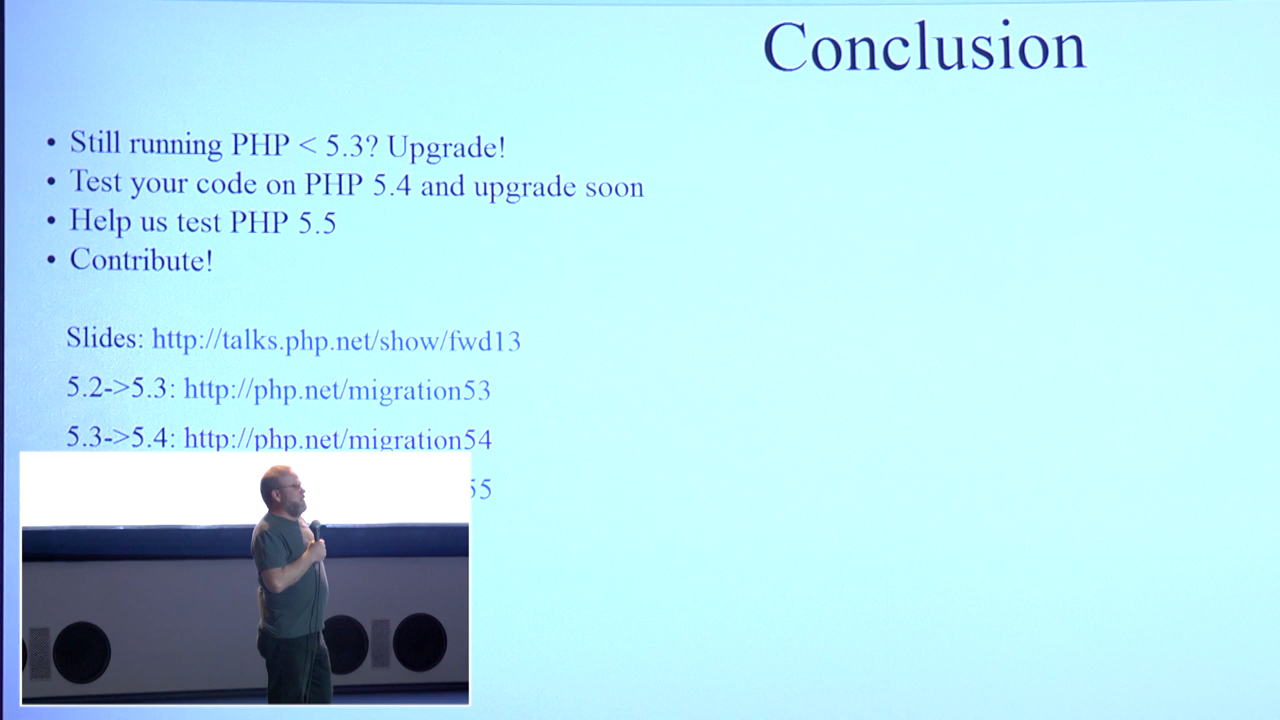 Conclusion
• Still running PHP < 5.3? Upgrade!
• Test your code on PHP 5.4 and upgrade soon
• Help us test PHP 5.5
• Contribute!
Slides: http://talks.php.net/show/fwd13
5.2->5.3: http://php.net/migration53
5.3->5.4: http://php.net/migration54
55